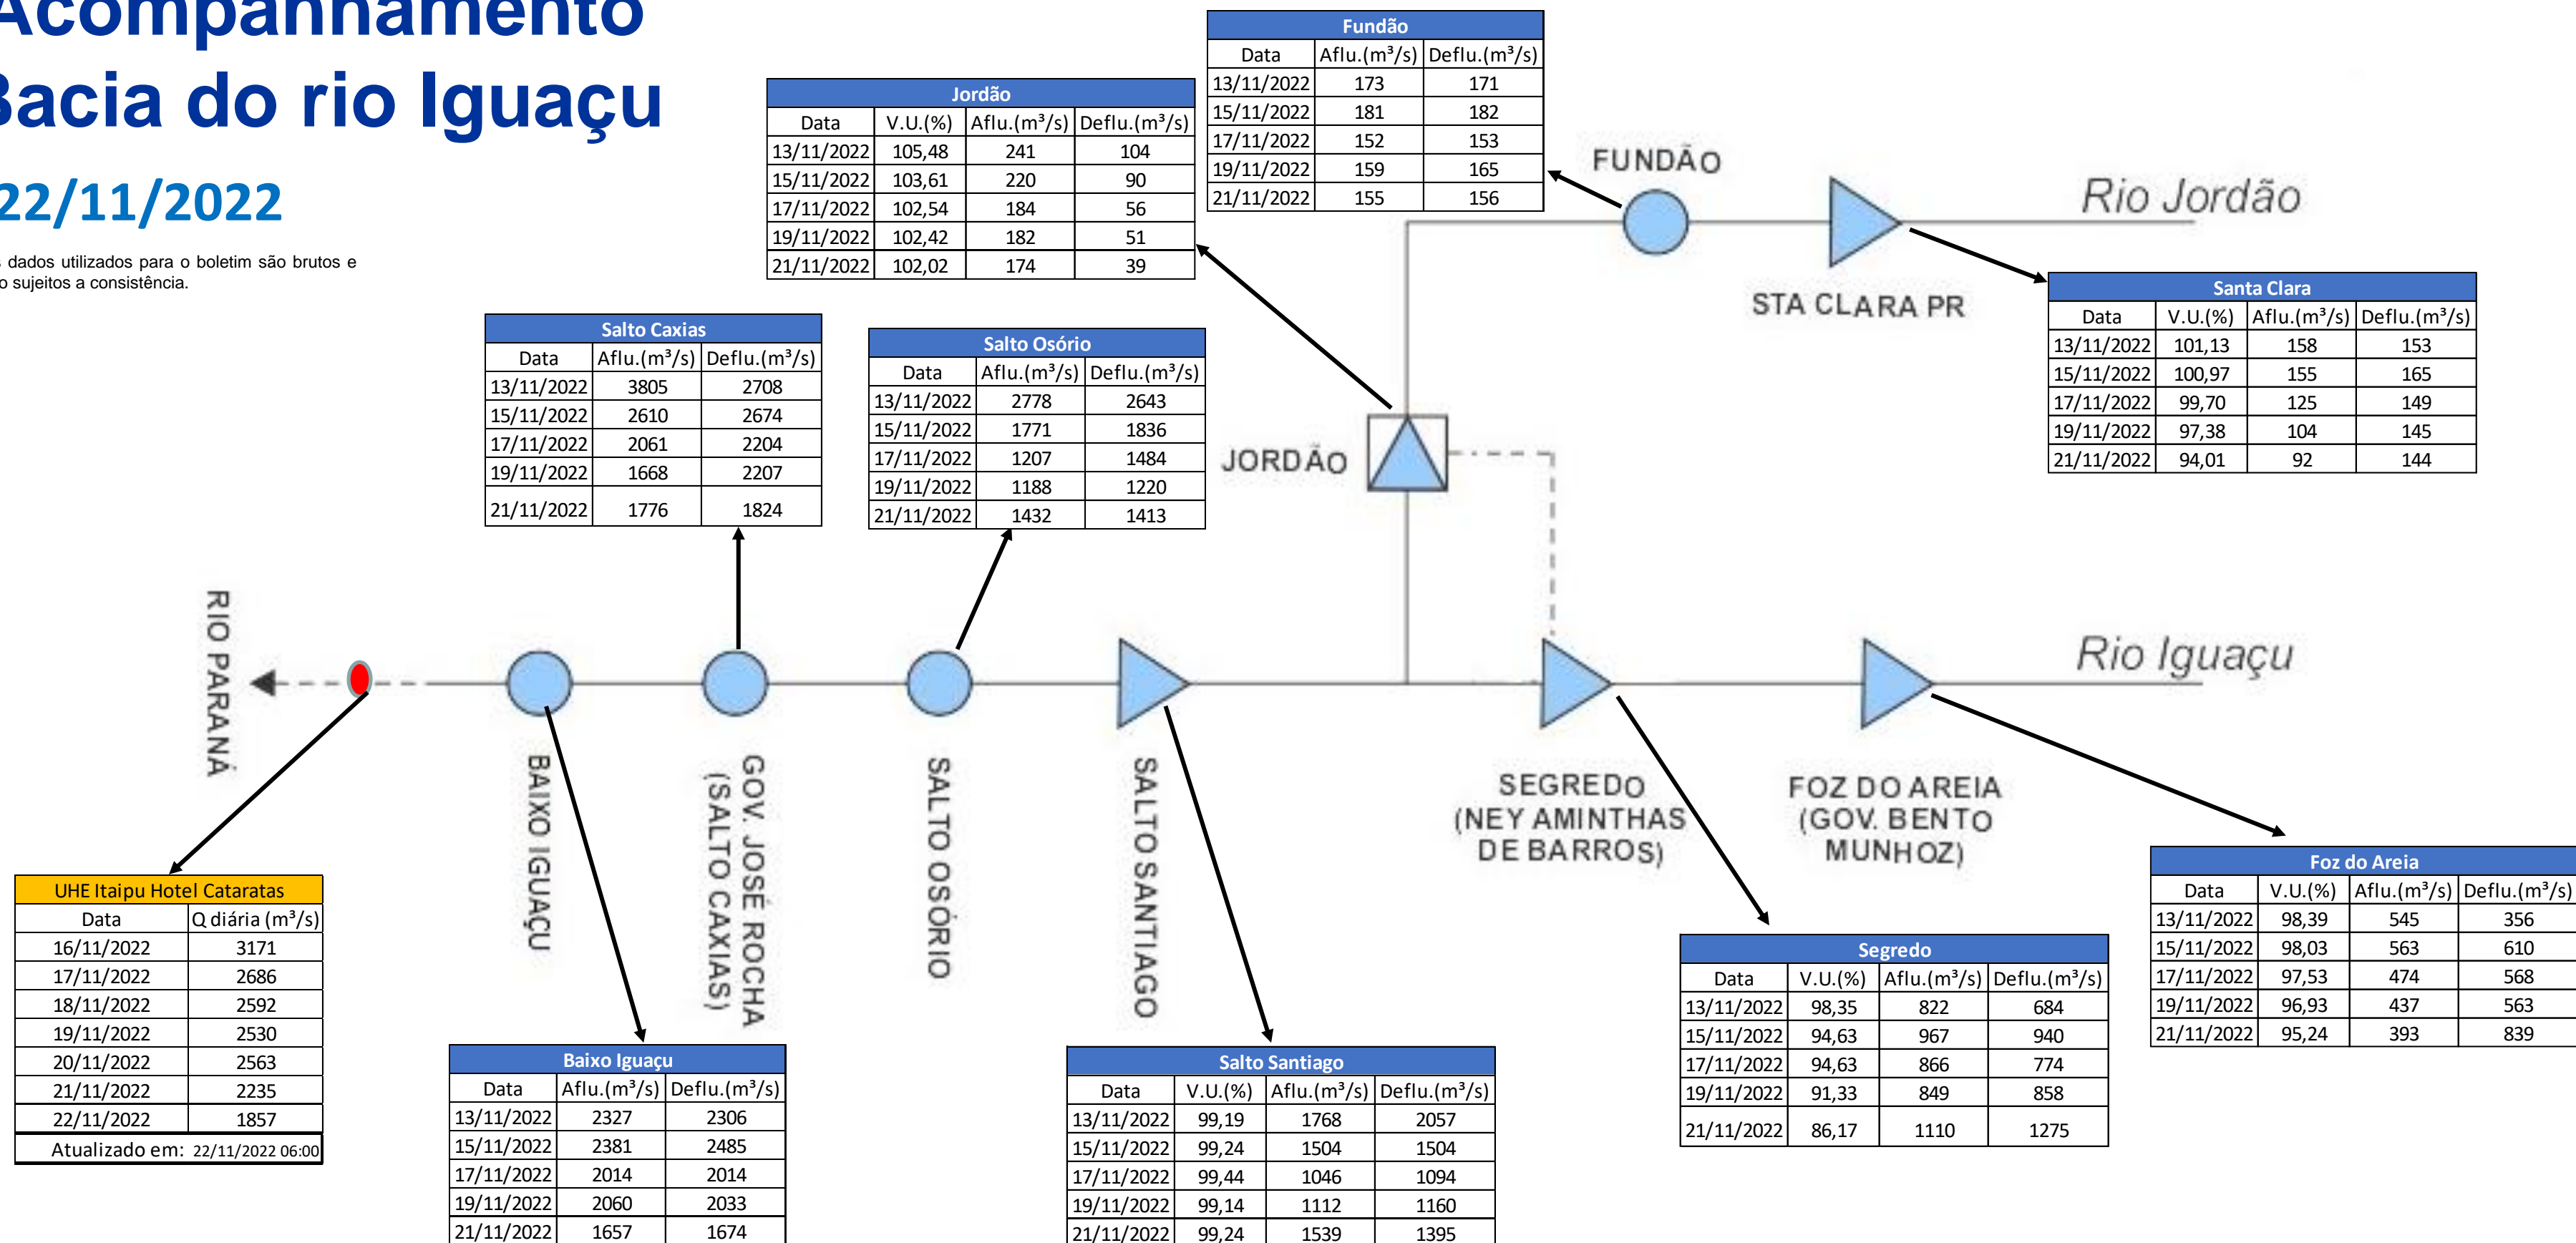 Acompanhamento
Bacia do rio Iguaçu
22/11/2022
dados utilizados para o boletim são brutos e
sujeitos a consistência.
Fundão
Data Aflu.(m³/s) Deflu.(m³/s)
13/11/2022 173 171
15/11/2022 181 182
17/11/2022 152 153
19/11/2022 159 165
21/11/2022 155 156
Jordão
Data V.U.(%) Aflu.(m³/s) Deflu.(m³/s)
13/11/2022 105,48 241 104
15/11/2022 103,61 220 90
17/11/2022 102,54 184 56
19/11/2022 102,42 182 51
21/11/2022 102,02 174 39
FUNDÃO
Rio Jordão
STA CLARA PR
Santa Clara
Data V.U.(%) Aflu.(m³/s) Deflu.(m³/s)
13/11/2022 101,13 158 153
15/11/2022 100,97 155 165
17/11/2022 99,70 125 149
19/11/2022 97,38 104 145
21/11/2022 94,01 92 144
Salto Caxias
Data Aflu.(m³/s) Deflu.(m³/s)
13/11/2022 3805 2708
15/11/2022 2610 2674
17/11/2022 2061 2204
19/11/2022 1668 2207
21/11/2022 1776 1824
Salto Osório
Data Aflu.(m³/s) Deflu.(m³/s)
13/11/2022 2778 2643
15/11/2022 1771 1836
17/11/2022 1207 1484
19/11/2022 1188 1220
21/11/2022 1432 1413
JORDÃO
RIO PARANÁ
Rio Iguaçu
BAIXO IGUAÇU
GOV. JOSÉ ROCHA
(SALTO CAXIAS)
SALTO OSÓRIO
SALTO SANTIAGO
SEGREDO
(NEY AMINTHAS
DE BARROS)
FOZ DO AREIA
(GOV. BENTO
MUNHOZ)
UHE Itaipu Hotel Cataratas
Data Q diária (m³/s)
16/11/2022 3171
17/11/2022 2686
18/11/2022 2592
19/11/2022 2530
20/11/2022 2563
21/11/2022 2235
22/11/2022 1857
Atualizado em: 22/11/2022 06:00
Baixo Iguaçu
Data Aflu.(m³/s) Deflu.(m³/s)
13/11/2022 2327 2306
15/11/2022 2381 2485
17/11/2022 2014 2014
19/11/2022 2060 2033
21/11/2022 1657 1674
Salto Santiago
Data V.U.(%) Aflu.(m³/s) Deflu.(m³/s)
13/11/2022 99,19 1768 2057
15/11/2022 99,24 1504 1504
17/11/2022 99,44 1046 1094
19/11/2022 99,14 1112 1160
21/11/2022 99,24 1539 1395
Segredo
Data V.U.(%) Aflu.(m³/s) Deflu.(m³/s)
13/11/2022 98,35 822 684
15/11/2022 94,63 967 940
17/11/2022 94,63 866 774
19/11/2022 91,33 849 858
21/11/2022 86,17 1110 1275
Foz do Areia
Data V.U.(%) Aflu.(m³/s) Deflu.(m³/s)
13/11/2022 98,39 545 356
15/11/2022 98,03 563 610
17/11/2022 97,53 474 568
19/11/2022 96,93 437 563
21/11/2022 95,24 393 839